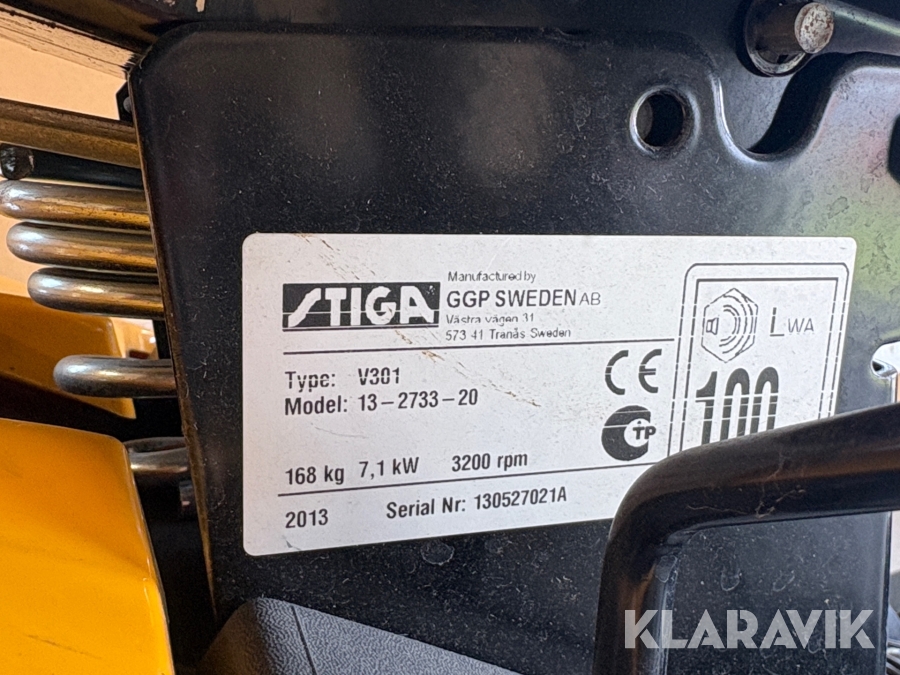 STIGA
Manufactured by
GGP SWEDEN AB
Västra vägen 31
573 41 Tranås Sweden
Type: V301
Model: 13-2733-20
168 kg 7,1 kW 3200 rpm
2013 Serial Nr: 130527021A
CE
CTP
LWA
100
KLARAVIK